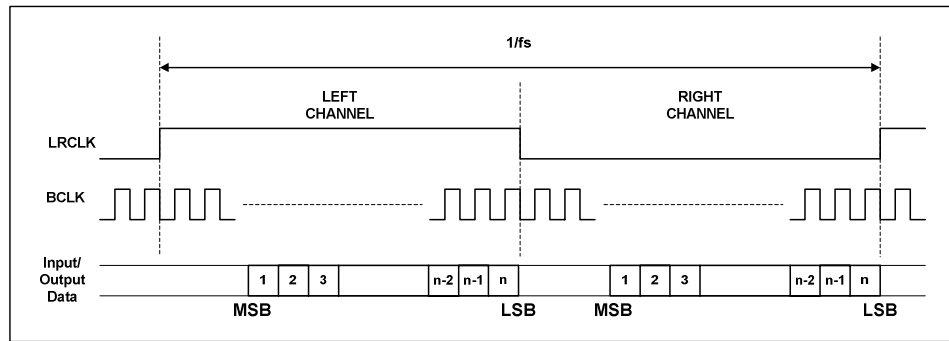 1/fs
LEFT
CHANNEL
RIGHT
CHANNEL
LRCLK
BCLK
Input/
Output
Data
1 2 3 n-2 n-1 n 1 2 3 n-2 n-1 n
MSB LSB MSB LSB